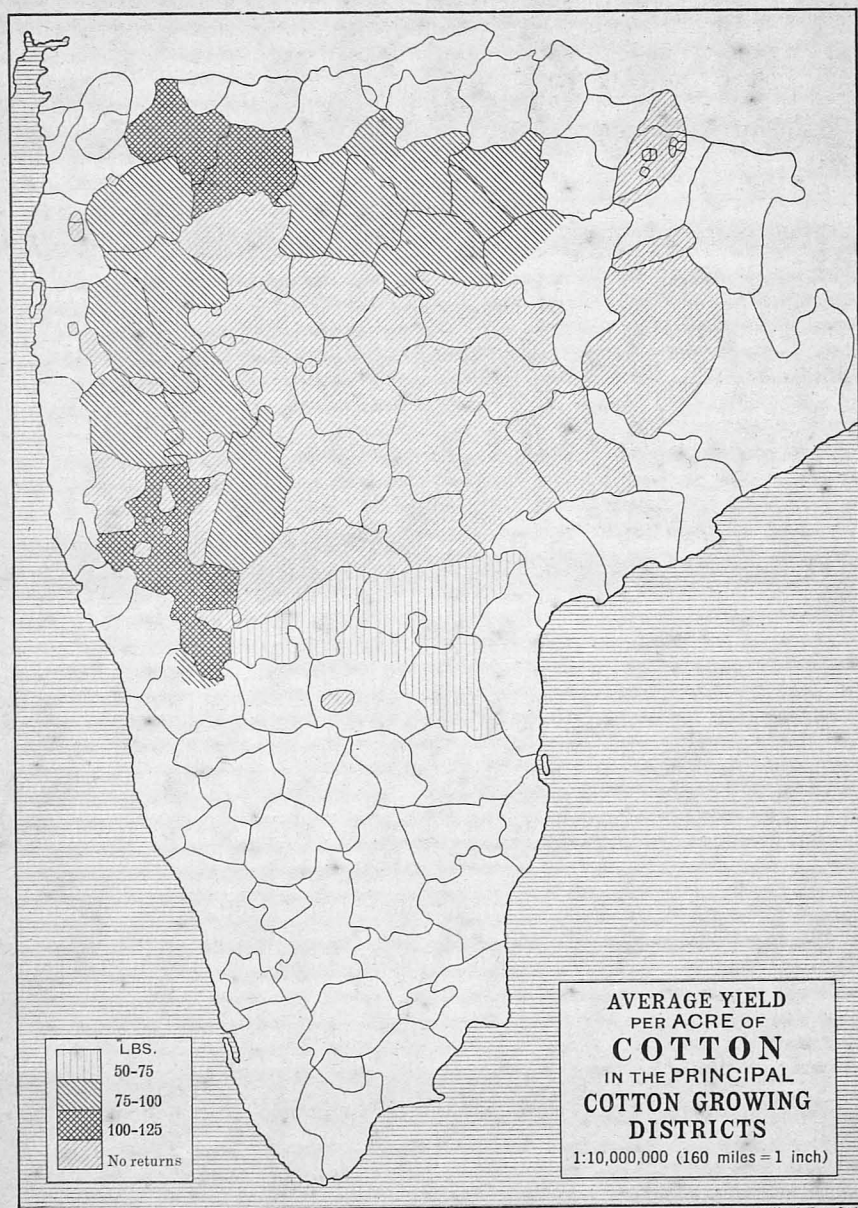 LBS.
50-75
75-100
100-125
No returns
AVERAGE YIELD
PER ACRE OF
COTTON
IN THE PRINCIPAL
COTTON GROWING
DISTRICTS
1:10,000,000 (160 miles = 1 inch)